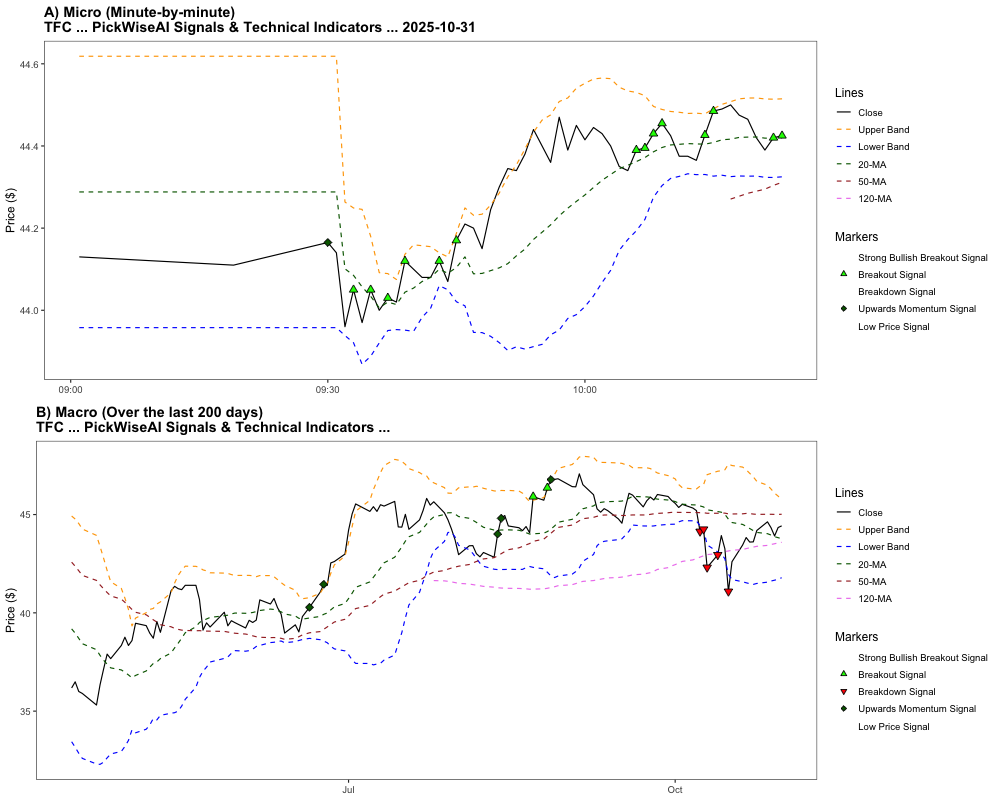 A) Micro (Minute-by-minute)
TFC ... PickWiseAI Signals & Technical Indicators ... 2025-10-31
Price ($)
44.6
44.4
44.2
44.0
09:00
09:30
10:00
Lines
Close
Upper Band
Lower Band
20-MA
50-MA
120-MA
Markers
Strong Bullish Breakout Signal
Breakout Signal
Breakdown Signal
Upwards Momentum Signal
Low Price Signal
B) Macro (Over the last 200 days)
TFC ... PickWiseAI Signals & Technical Indicators ...
Price ($)
45
40
35
Jul
Oct
Lines
Close
Upper Band
Lower Band
20-MA
50-MA
120-MA
Markers
Strong Bullish Breakout Signal
Breakout Signal
Breakdown Signal
Upwards Momentum Signal
Low Price Signal